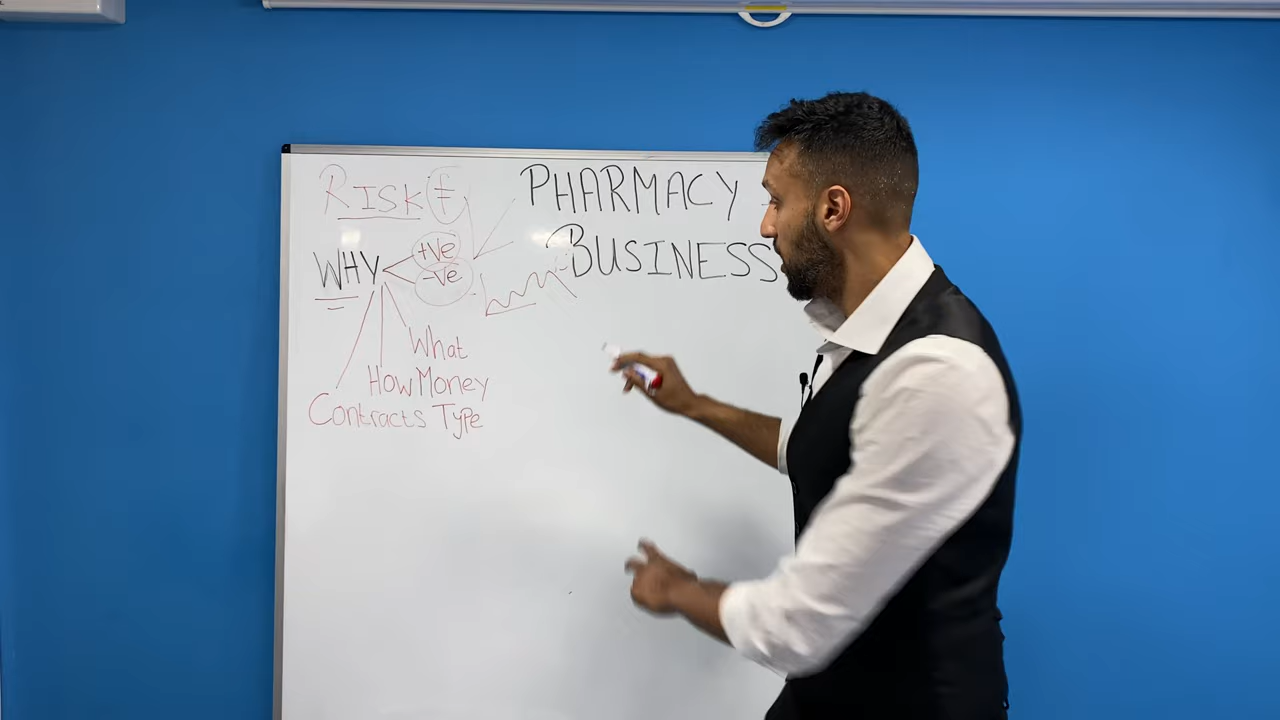 RISK £
PHARMACY
BUSINESS
WHY
+ve
-ve
What
How Money
Contracts Type